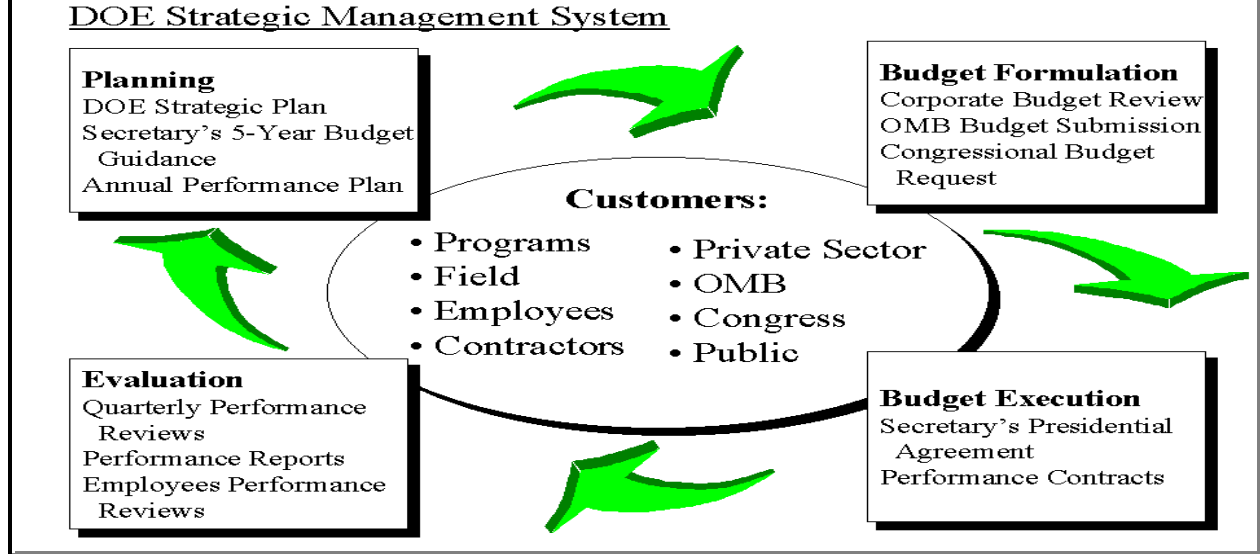 DOE Strategic Management System
Planning
DOE Strategic Plan
Secretary's 5-Year Budget
Guidance
Annual Performance Plan
Budget Formulation
Corporate Budget Review
OMB Budget Submission
Congressional Budget
Request
Customers:
• Programs
• Field
• Employees
• Contractors
• Private Sector
• OMB
• Congress
• Public
Evaluation
Quarterly Performance
Reviews
Performance Reports
Employees Performance
Reviews
Budget Execution
Secretary's Presidential
Agreement
Performance Contracts